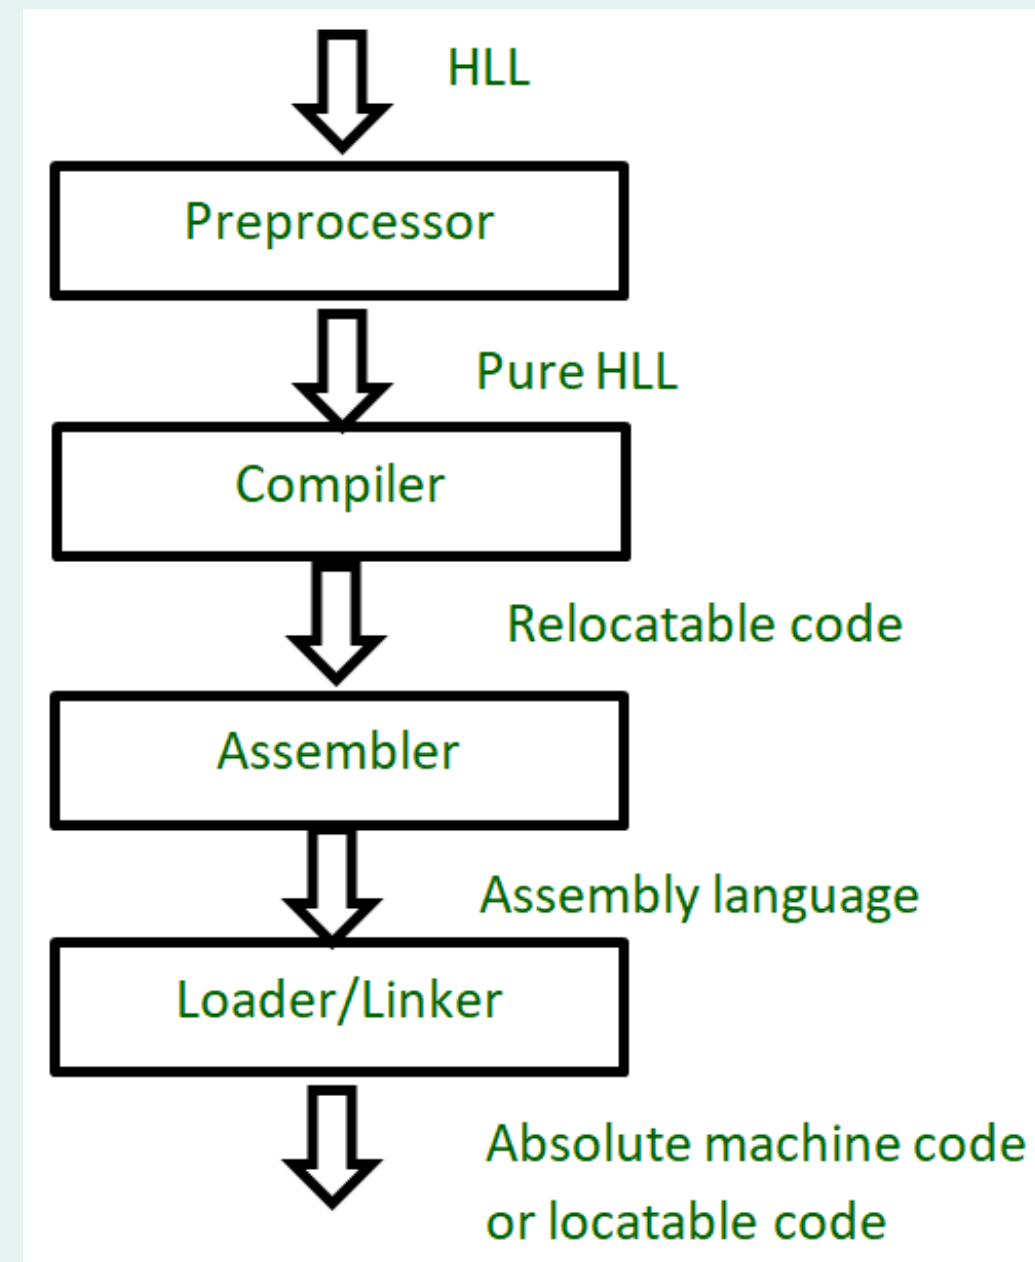 HLL
Preprocessor
Pure HLL
Compiler
Relocatable code
Assembler
Assembly language
Loader/Linker
Absolute machine code
or locatable code